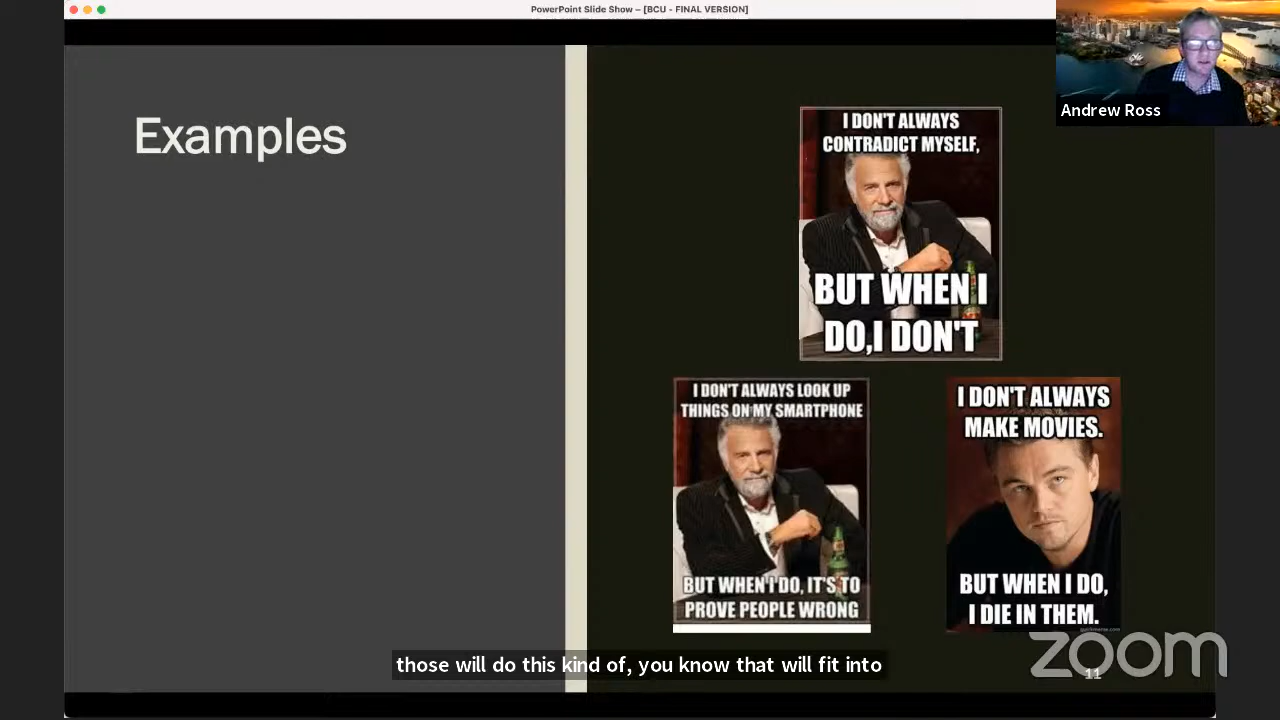 PowerPoint Slide Show – [BCU - FINAL VERSION]
Andrew Ross
Examples
I DON'T ALWAYS
CONTRADICT MYSELF,
BUT WHEN I
DO,I DON'T
I DON'T ALWAYS LOOK UP
THINGS ON MY SMARTPHONE
BUT WHEN I DO, IT'S TO
PROVE PEOPLE WRONG
I DON'T ALWAYS
MAKE MOVIES.
BUT WHEN I DO,
I DIE IN THEM.
those will do this kind of, you know that will fit into
zoom
11